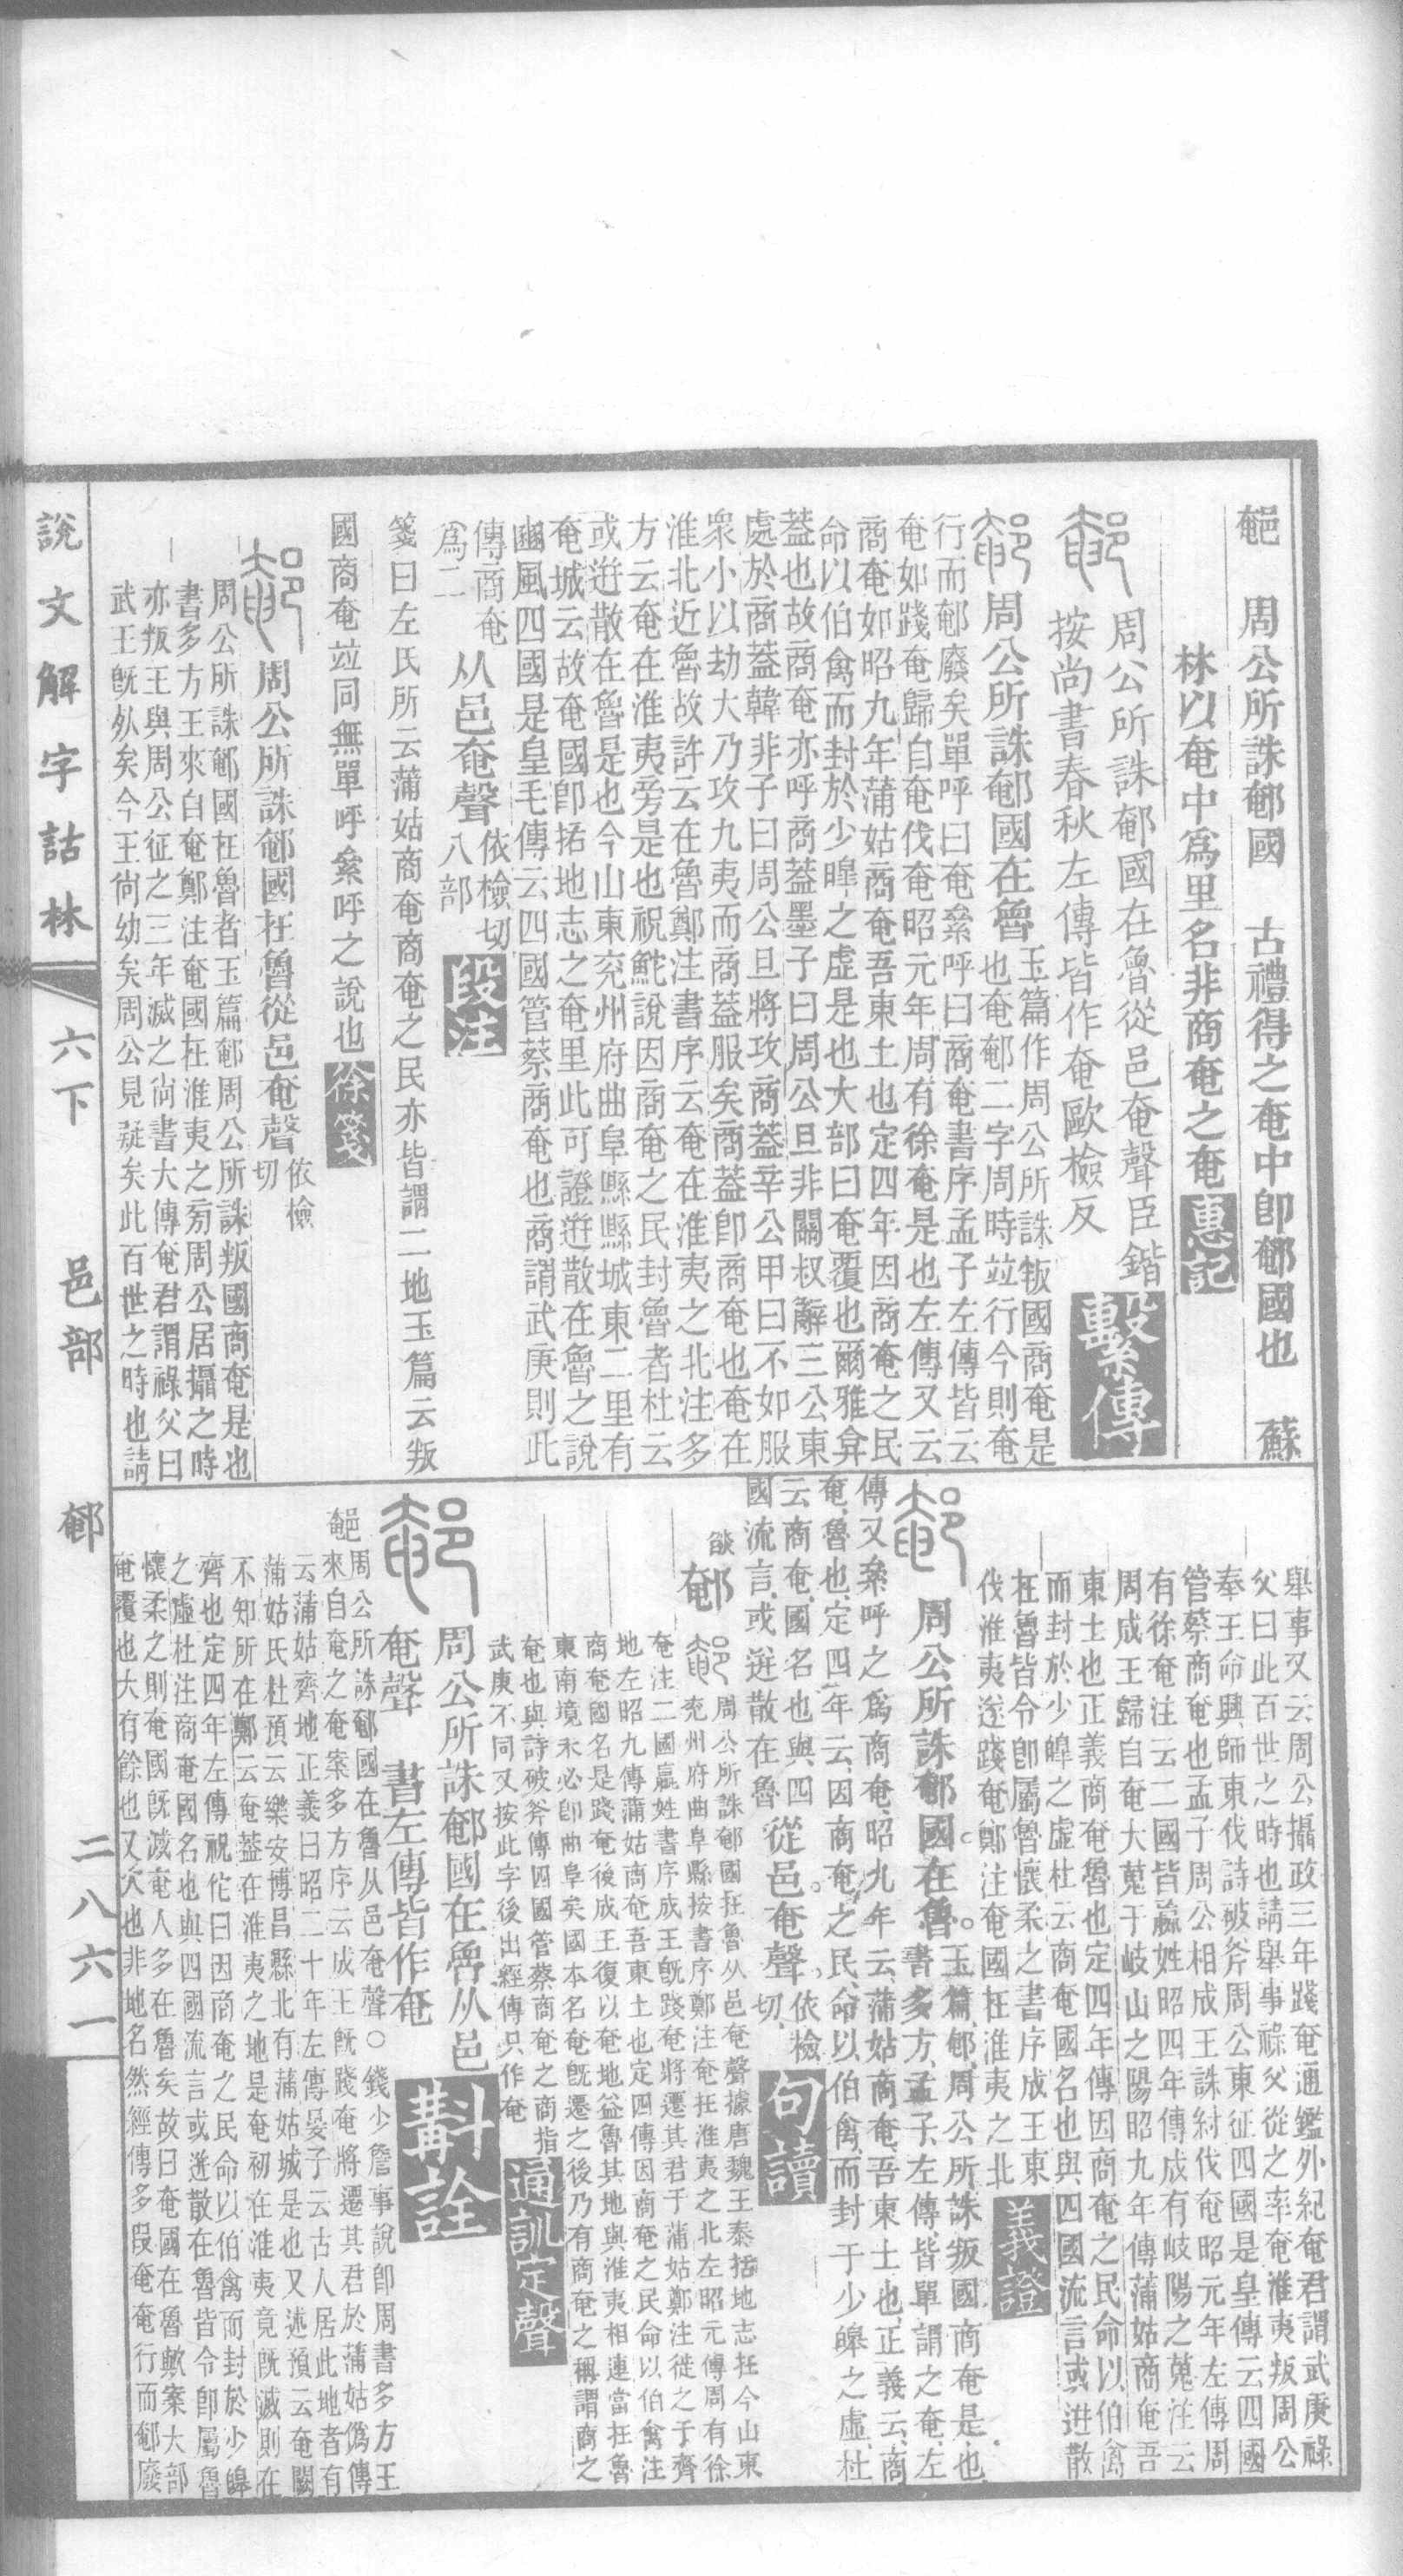 𨛱 周公所誅𨛱國 古禮得之奄中卽𨛱國也 蘇
林以奄中爲里名非商奄之奄 惠記
周公所誅𨛱國在魯從邑奄聲臣鍇
按尚書春秋左傳皆作奄歐檢反 繫傳
周公所誅𨛱國在魯 玉篇作周公所誅叛國商奄是
也奄𨛱二字周時竝行今則奄
行而𨛱廢矣單呼曰奄絫呼曰商奄書序孟子左傳皆云
奄如踐奄歸自奄伐奄昭元年周有徐奄是也左傳又云
商奄如昭九年蒲姑商奄吾東土也定四年因商奄之民
命以伯禽而封於少暤之虛是也大部曰奄覆也爾雅弇
葢也故商奄亦呼商葢墨子曰周公旦非關叔辭三公東
處於商葢韓非子曰周公旦將攻商葢辛公甲曰不如服
眾小以劫大乃攻九夷而商葢服矣商葢卽商奄也奄在
淮北近魯故許云在魯鄭注書序云奄在淮夷之北注多
方云奄在淮夷旁是也祝鮀說因商奄之民封魯者杜云
或迸散在魯是也今山東兖州府曲阜縣縣城東二里有
奄城云故奄國卽括地志之奄里此可證迸散在魯之說
豳風四國是皇毛傳云四國管蔡商奄也商謂武庚則此
傳商奄
爲二 从邑奄聲 依檢切
八部 段注
箋曰左氏所云蒲姑商奄商奄之民亦皆謂二地玉篇云叛
國商奄竝同無單呼絫呼之說也 徐箋
周公所誅𨛱國在魯從邑奄聲 依檢
切
周公所誅𨛱國在魯者玉篇𨛱周公所誅叛國商奄是也
書多方王來自奄鄭注奄國在淮夷之旁周公居攝之時
亦叛王與周公征之三年滅之尚書大傳奄君謂祿父曰
武王旣死矣今王尚幼矣周公見疑矣此百世之時也請
說文解字詁林 六下 邑部 𨛱 二八六一
舉事又云周公攝政三年踐奄通鑑外紀奄君謂武庚祿
父曰此百世之時也請舉事祿父從之率奄淮夷叛周公
奉王命興師東伐詩破斧周公東征四國是皇傳云四國
管蔡商奄也孟子周公相成王誅紂伐奄昭元年左傳周
有徐奄注云二國皆嬴姓昭四年傳成有岐陽之蒐注云
周成王歸自奄大蒐于岐山之陽昭九年傳蒲姑商奄吾
東土也正義商奄魯也定四年傳因商奄之民命以伯禽
而封於少皞之虛杜云商奄國名也與四國流言或迸散
在魯皆令卽屬魯懷柔之書序成王東
伐淮夷遂踐奄鄭注奄國在淮夷之北 義證
周公所誅𨛱國在魯。 玉篇𨛱周公所誅叛國商奄是也
書多方、孟子、左傳、皆單謂之奄、左
傳又絫呼之爲商奄、昭九年云、蒲姑商奄、吾東土也、正義云、商
奄、魯也、定四年云、因商奄之民、命以伯禽、而封于少皞之虛、杜
云商奄、國名也與四
國流言、或迸散在魯 從邑奄聲。 依檢
切、 句讀
𨛱 周公所誅𨛱國在魯从邑奄聲據唐魏王泰括地志在今山東
兖州府曲阜縣按書序鄭注奄在淮夷之北左昭元傳周有徐
奄注二國嬴姓書序成王旣踐奄將遷其君于蒲姑鄭注徙之于齊
地左昭九傳蒲姑商奄吾東土也定四傳因商奄之民命以伯禽注
商奄國名是踐奄後成王復以奄地益魯其地與淮夷相連當在魯
東南境未必卽曲阜矣國本名奄旣遷之後乃有商奄之稱謂商之
奄也與詩破斧傳四國管蔡商奄之商指
武庚不同又按此字後出經傳只作奄 通訓定聲
周公所誅𨛱國在魯从邑
奄聲 書左傳皆作奄 斠詮
𨛱 周公所誅𨛱國在魯从邑奄聲○錢少詹事說卽周書多方王
來自奄之奄案多方序云成王旣踐奄將遷其君於蒲姑僞傳
云蒲姑齊地正義曰昭二十年左傳晏子云古人居此地者有
蒲姑氏杜預云樂安博昌縣北有蒲姑城是也又述預云奄闕
不知所在鄭云奄葢在淮夷之地是奄初在淮夷竟旣滅則在
齊也定四年左傳祝佗曰因商奄之民命以伯禽而封於少皞
之虛杜注商奄國名也與四國流言或迸散在魯皆令卽屬魯
懷柔之則奄國旣滅奄人多在魯矣故曰奄國在魯歟案大部
奄覆也大有餘也又欠也非地名然經傳多叚奄奄行而𨛱廢